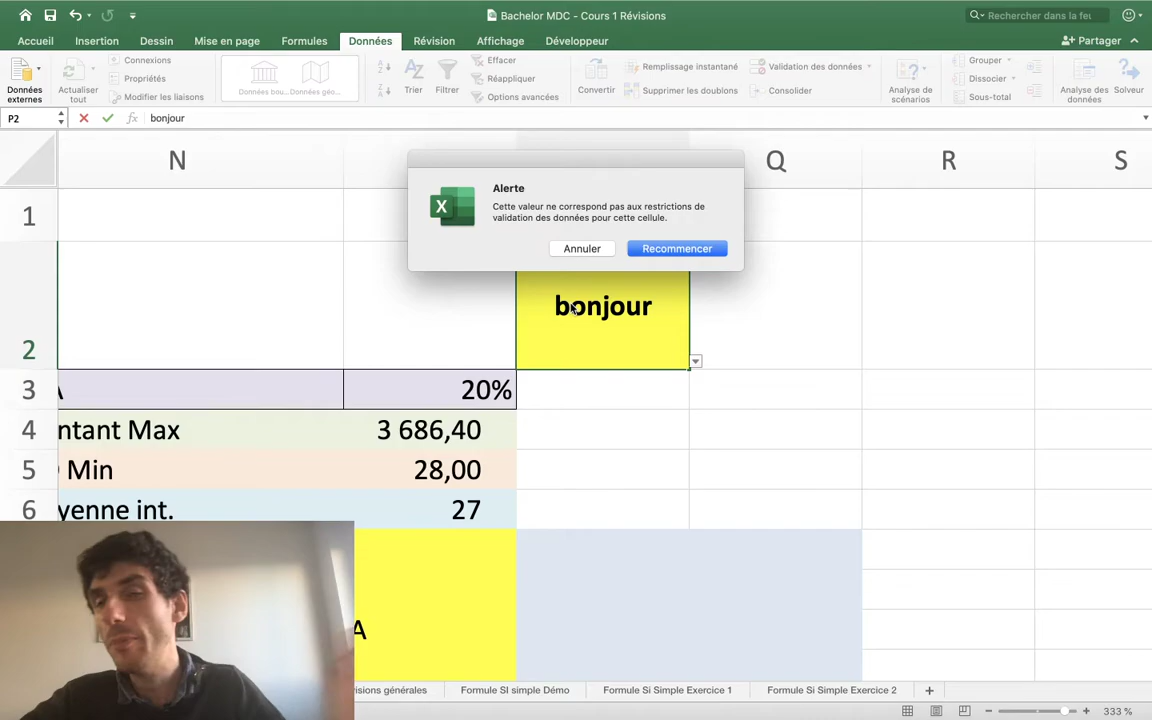 Bachelor MDC - Cours 1 Révisions
Rechercher dans la feu
Accueil Insertion Dessin Mise en page Formules Données Révision Affichage Développeur
Partager
Données externes
Actualiser tout
Connexions
Propriétés
Modifier les liaisons
Données bou...
Données géo...
Trier
Filtrer
Effacer
Réappliquer
Options avancées
Convertir
Remplissage instantané
Supprimer les doublons
Validation des données
Consolider
Analyse de scénarios
Grouper
Dissocier
Sous-total
Analyse des données
Solveur
P2
fx
bonjour
N Q R S
Alerte
Cette valeur ne correspond pas aux restrictions de
validation des données pour cette cellule.
Annuler Recommencer
1
2 bonjour
3 A 20%
4 ntant Max 3 686,40
5 Min 28,00
6 yenne int. 27
A
isions générales Formule SI simple Démo Formule Si Simple Exercice 1 Formule Si Simple Exercice 2 +
333 %